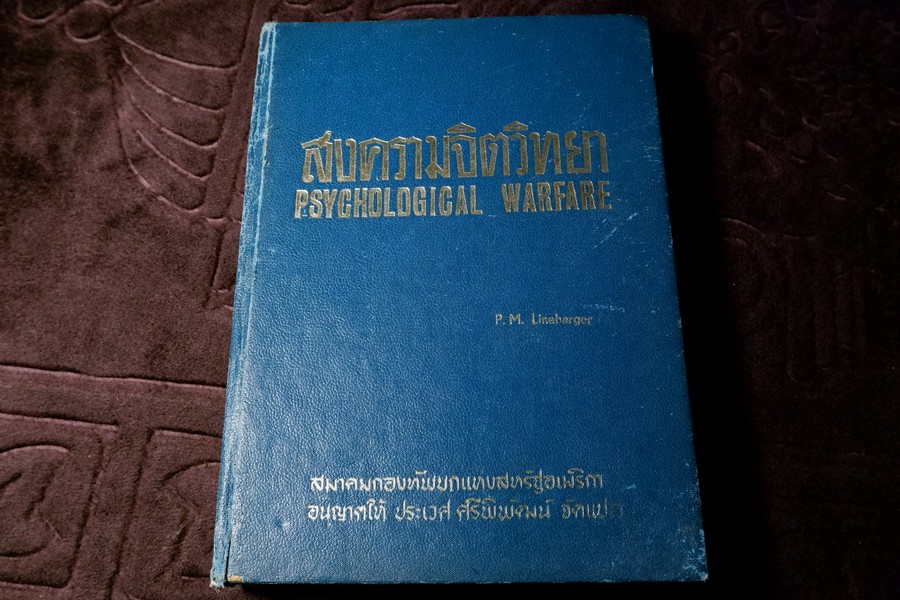 สงครามจิตวิทยา
PSYCHOLOGICAL WARFARE
P. M. Linebarger
สมาคมกองทัพบกแห่งสหรัฐอเมริกา
อนุญาตให้ ประเวศ ศรีพิพัฒน์ จัดแปล